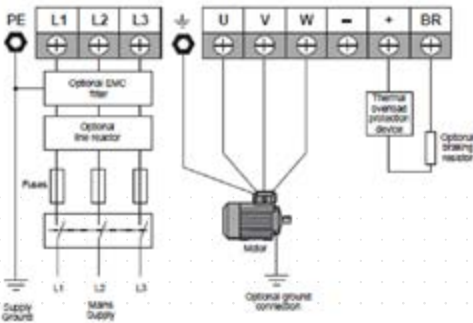 PE L1 L2 L3 U V W - + BR
Optional EMC
filter
Optional
line reactor
Fuses
Thermal
overload
protection
device
Optional
braking
resistor
Motor
L1 L2 L3
Supply
Ground
Mains
Supply
Optional ground
connection